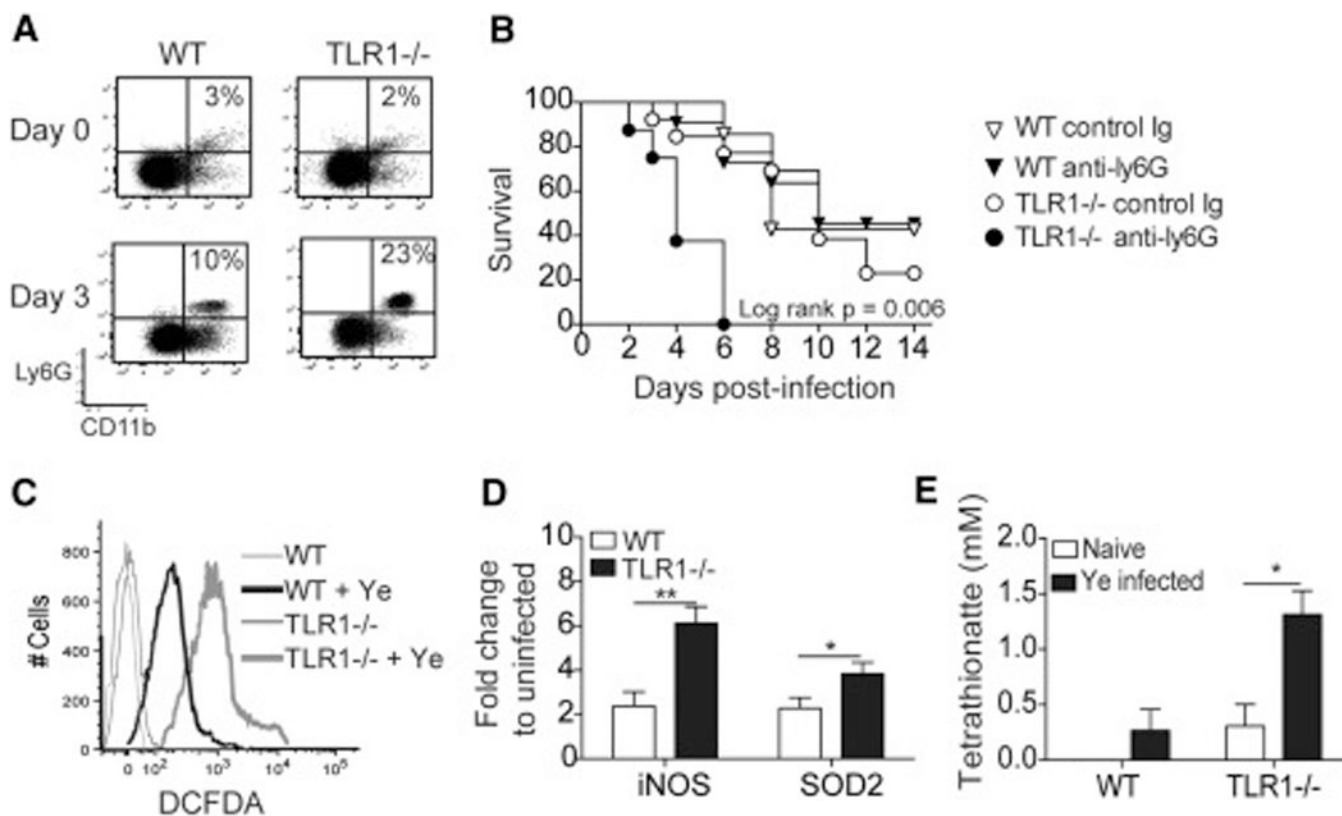 A
WT
TLR1-/-
Day 0
3%
2%
Day 3
10%
23%
Ly6G
CD11b
B
Survival
100
80
60
40
20
0
0 2 4 6 8 10 12 14
Days post-infection
Log rank p = 0.006
WT control Ig
WT anti-ly6G
TLR1-/- control Ig
TLR1-/- anti-ly6G
C
# Cells
800
600
400
200
0
0 10² 10³ 10⁴ 10⁵
DCFDA
WT
WT + Ye
TLR1-/-
TLR1-/- + Ye
D
Fold change
to uninfected
10
8
6
4
2
0
WT
TLR1-/-
**
*
iNOS SOD2
E
Tetrathionatte (mM)
2.0
1.5
1.0
0.5
0.0
Naive
Ye infected
*
WT TLR1-/-